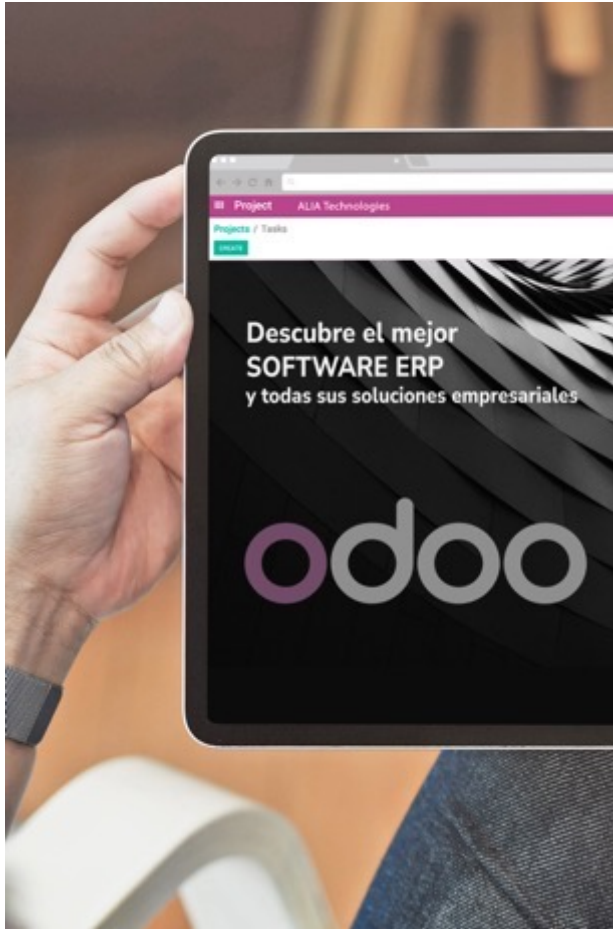 Project ALIA Technologies
Projects / Tasks
CREATE
Descubre el mejor
SOFTWARE ERP
y todas sus soluciones empresariales
odoo